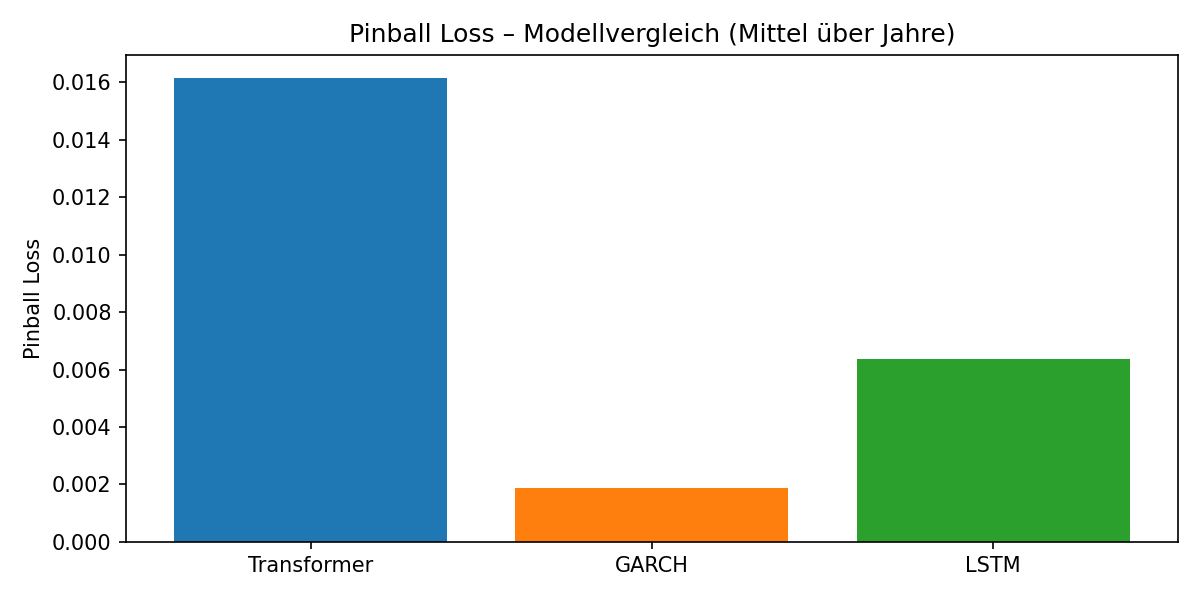 Pinball Loss – Modellvergleich (Mittel über Jahre)
Pinball Loss
0.016
0.014
0.012
0.010
0.008
0.006
0.004
0.002
0.000
Transformer
GARCH
LSTM